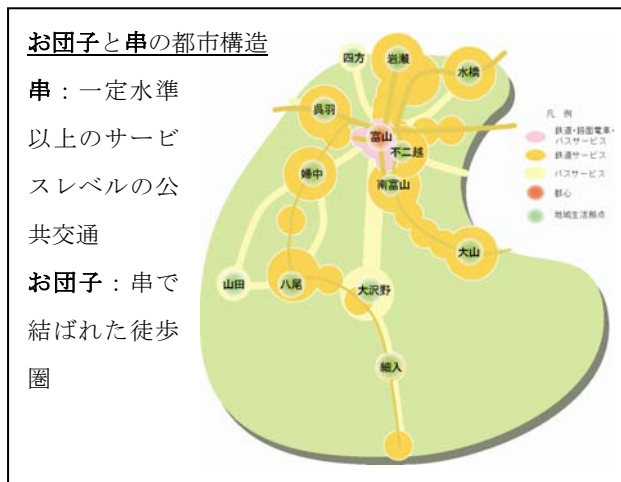 お団子と串の都市構造
串：一定水準
以上のサービ
スレベルの公
共交通
お団子：串で
結ばれた徒歩
圏
四方
岩瀬
水橋
呉羽
富山
不二越
婦中
南富山
大山
山田
八尾
大沢野
細入
凡 例
鉄道・路面電車・
バスサービス
鉄道サービス
バスサービス
都心
地域生活拠点